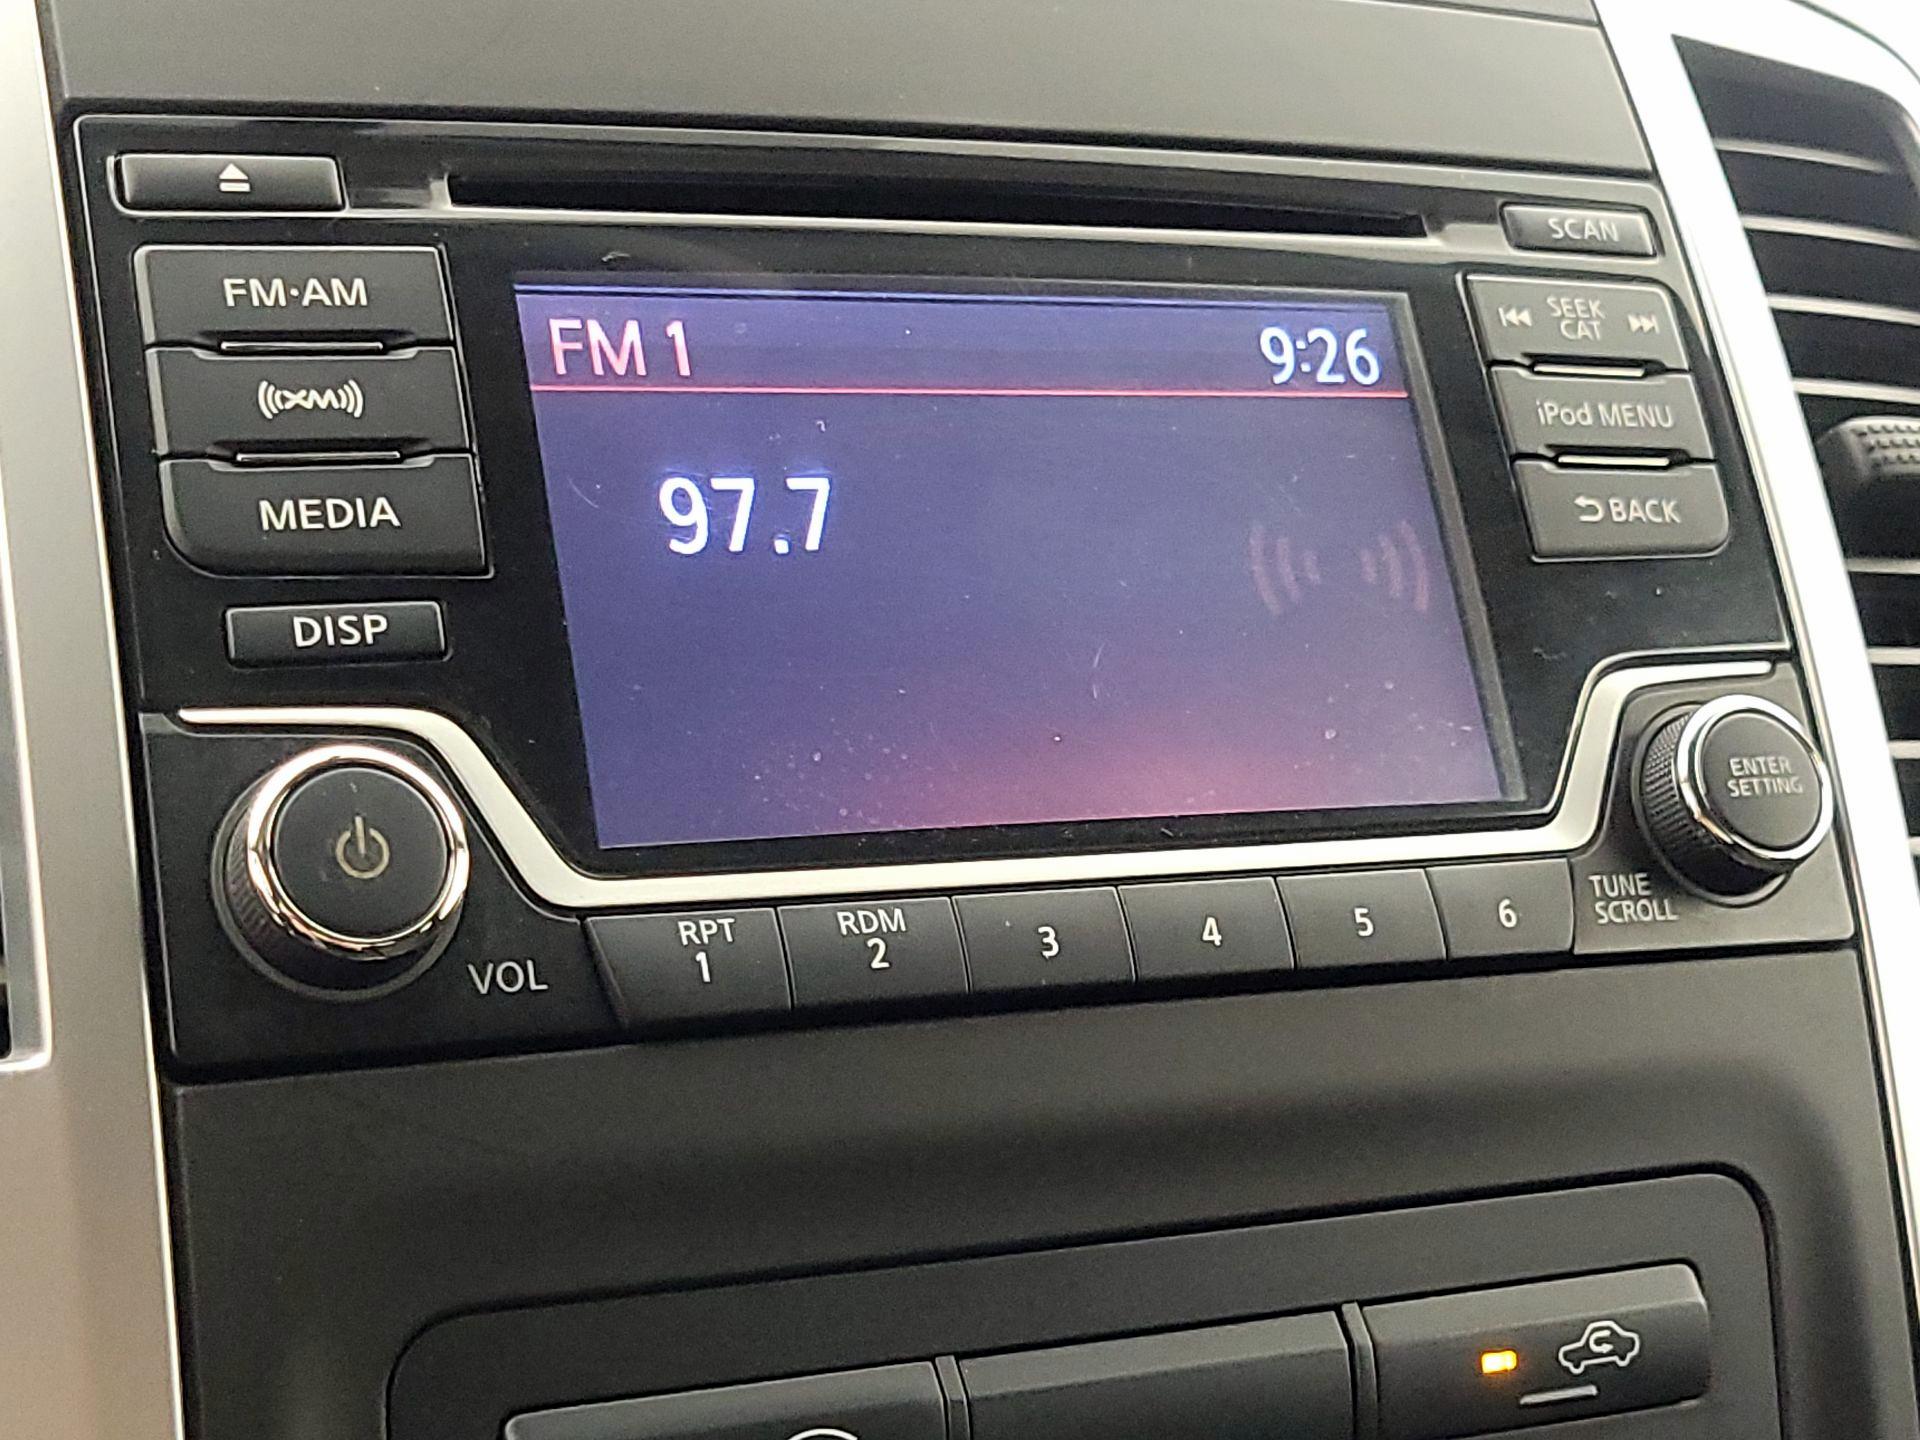 SCAN
FM·AM
XM
MEDIA
DISP
FM 1
9:26
97.7
SEEK
CAT
iPod MENU
BACK
ENTER
SETTING
TUNE
SCROLL
VOL
RPT
1
RDM
2
3
4
5
6